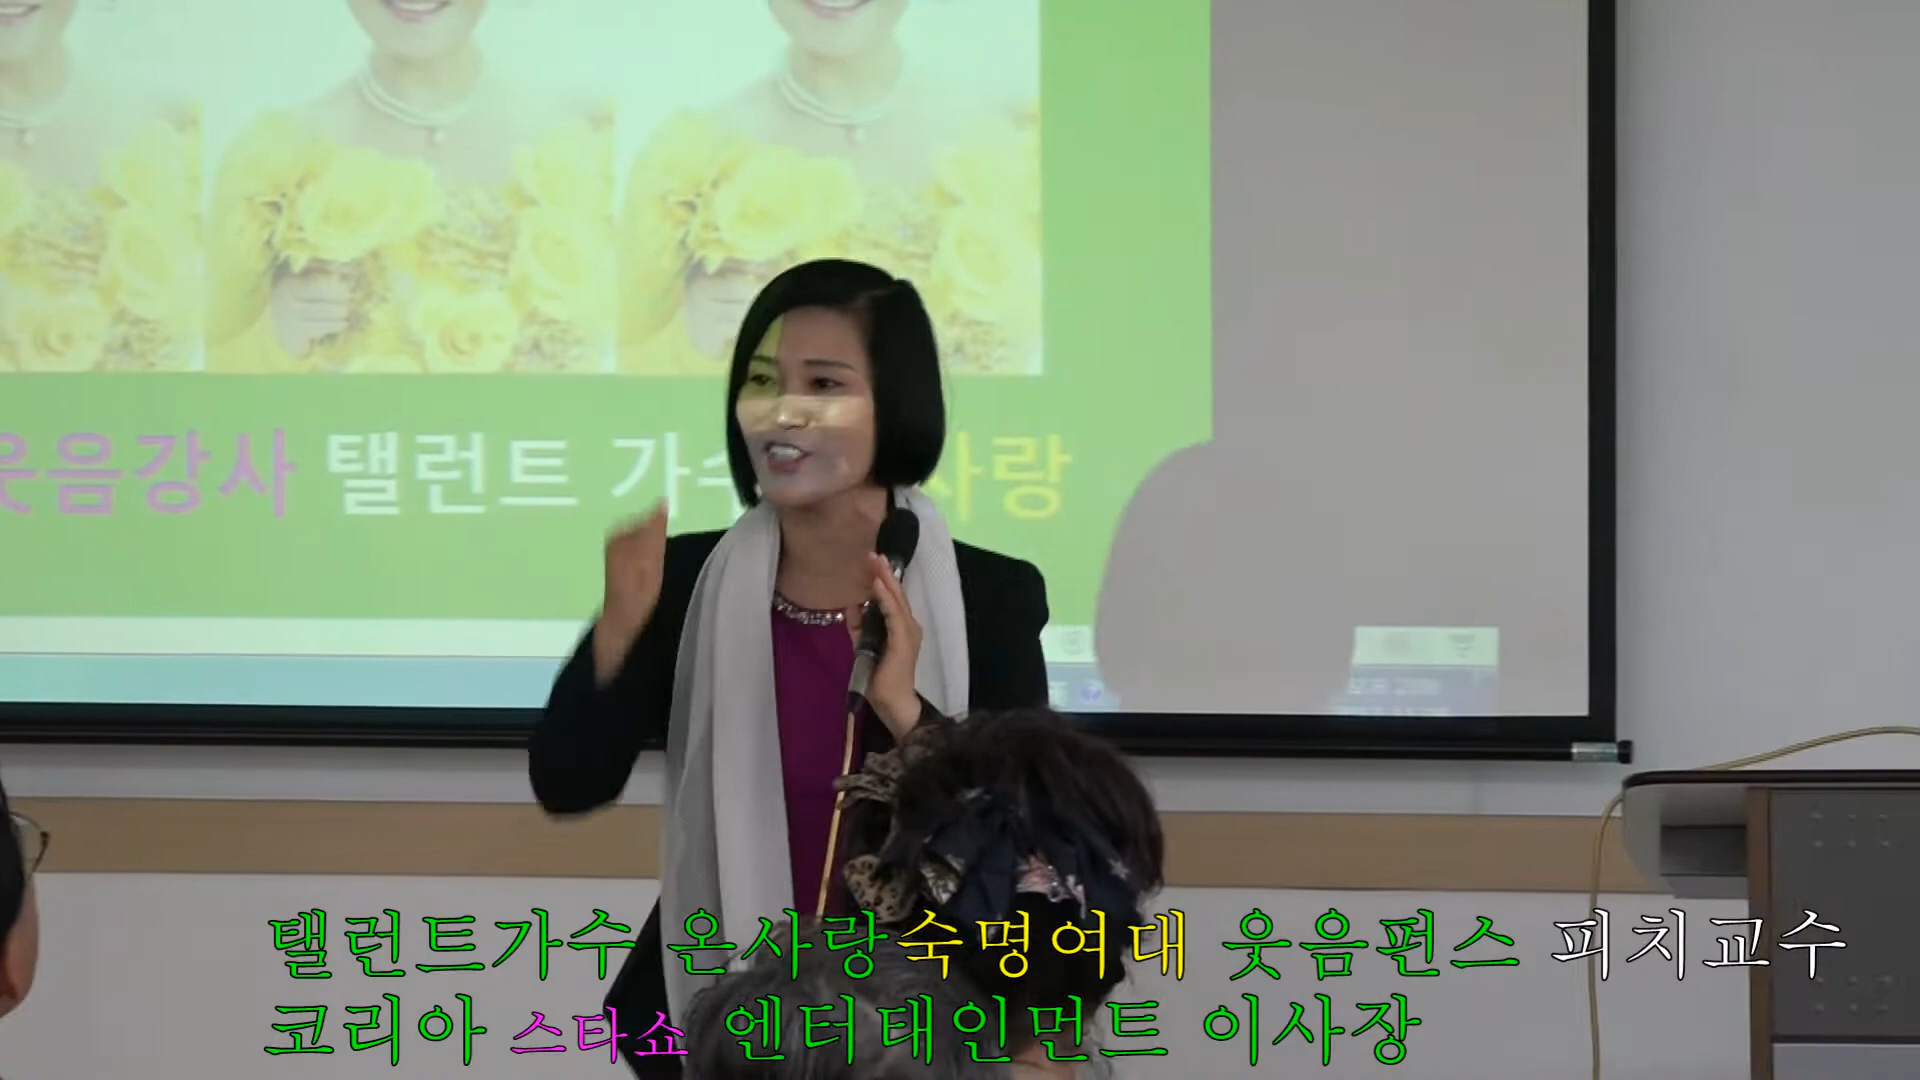 웃음강사 탤런트 가수 사랑
탤런트가수 온사랑숙명여대 웃음펀스 피치교수
코리아 스타쇼 엔터태인먼트 이사장